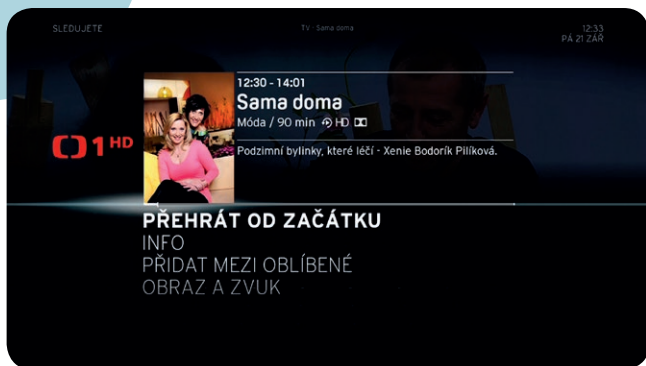 SLEDUJETE
TV - Sama doma
12:33
PÁ 21 ZÁŘ
12:30 - 14:01
Sama doma
Móda / 90 min HD
1 HD
Podzimní bylinky, které léčí - Xenie Bodorík Pilíková.
PŘEHRÁT OD ZAČÁTKU
INFO
PŘIDAT MEZI OBLÍBENÉ
OBRAZ A ZVUK